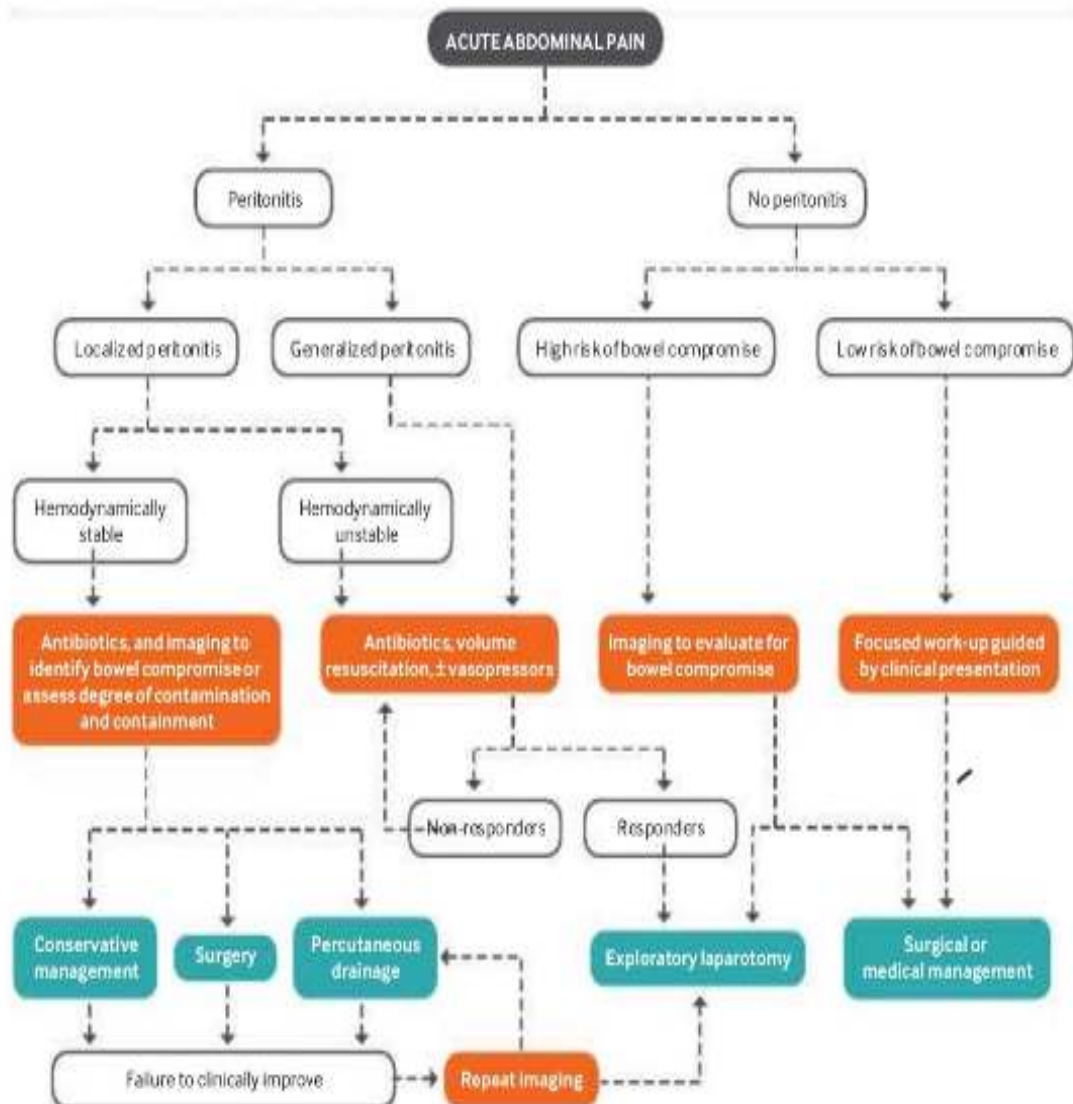 ACUTE ABDOMINAL PAIN
Peritonitis
No peritonitis
Localized peritonitis
Generalized peritonitis
High risk of bowel compromise
Low risk of bowel compromise
Hemodynamically
stable
Hemodynamically
unstable
Antibiotics, and imaging to
identify bowel compromise or
assess degree of contamination
and containment
Antibiotics, volume
resuscitation, ± vasopressors
Imaging to evaluate for
bowel compromise
Focused work-up guided
by clinical presentation
Non-responders
Responders
Conservative
management
Surgery
Percutaneous
drainage
Exploratory laparotomy
Surgical or
medical management
Failure to clinically improve
Repeat imaging